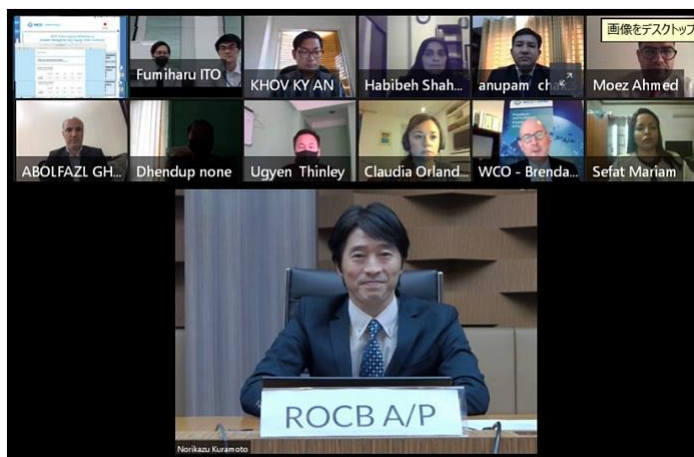 画像をデスクトップ
Fumiharu ITO
KHOV KY AN
Habibeh Shah...
anupam cha...
Moez Ahmed
ABOLFAZL GH...
Dhendup none
Ugyen Thinley
Claudia Orland...
WCO - Brenda...
Sefat Mariam
ROCB A/P
Norikazu Kuramoto